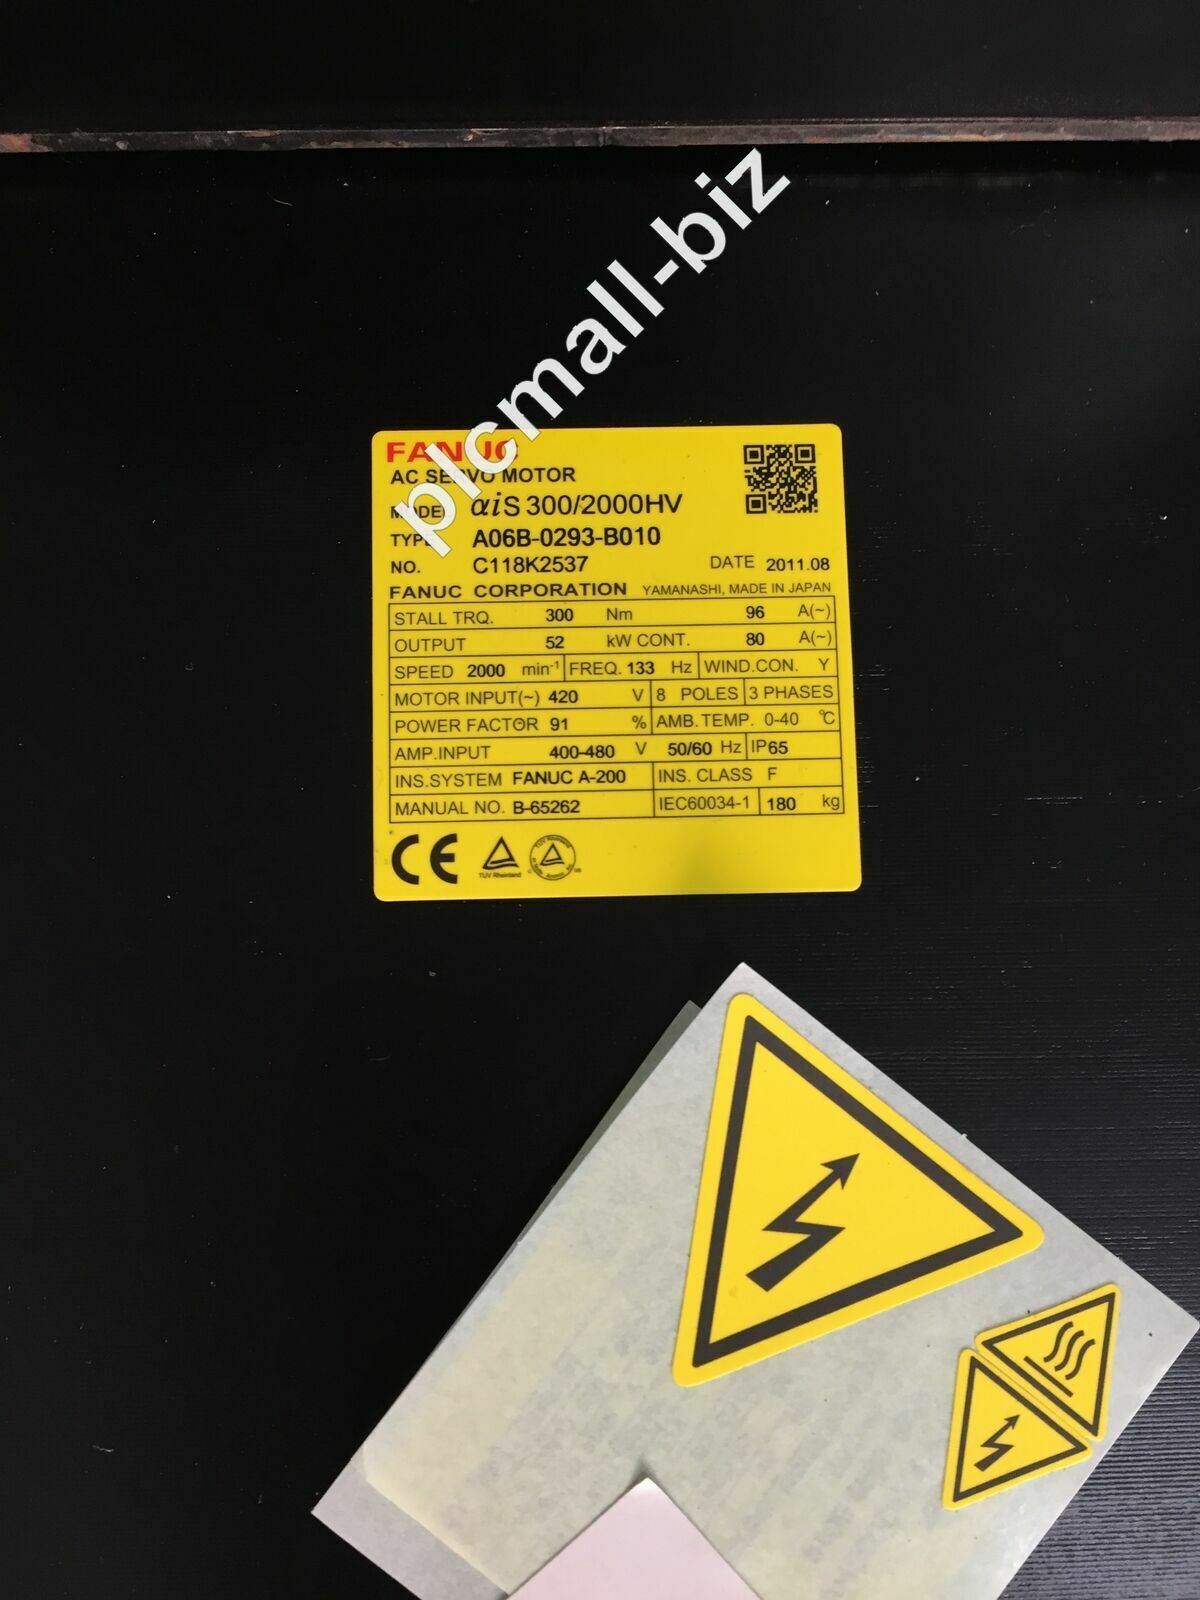 plcmall-biz
FANUC
AC SERVO MOTOR
MODEL αiS 300/2000HV
TYPE A06B-0293-B010
NO. C118K2537 DATE 2011.08
FANUC CORPORATION YAMANASHI, MADE IN JAPAN
STALL TRQ. 300 Nm 96 A(~)
OUTPUT 52 kW CONT. 80 A(~)
SPEED 2000 min-1 FREQ. 133 Hz WIND.CON. Y
MOTOR INPUT(~) 420 V 8 POLES 3 PHASES
POWER FACTOR 91 % AMB.TEMP. 0-40 °C
AMP.INPUT 400-480 V 50/60 Hz IP65
INS.SYSTEM FANUC A-200 INS. CLASS F
MANUAL NO. B-65262 IEC60034-1 180 kg
CE
TUV Rheinland
TUV Rheinland